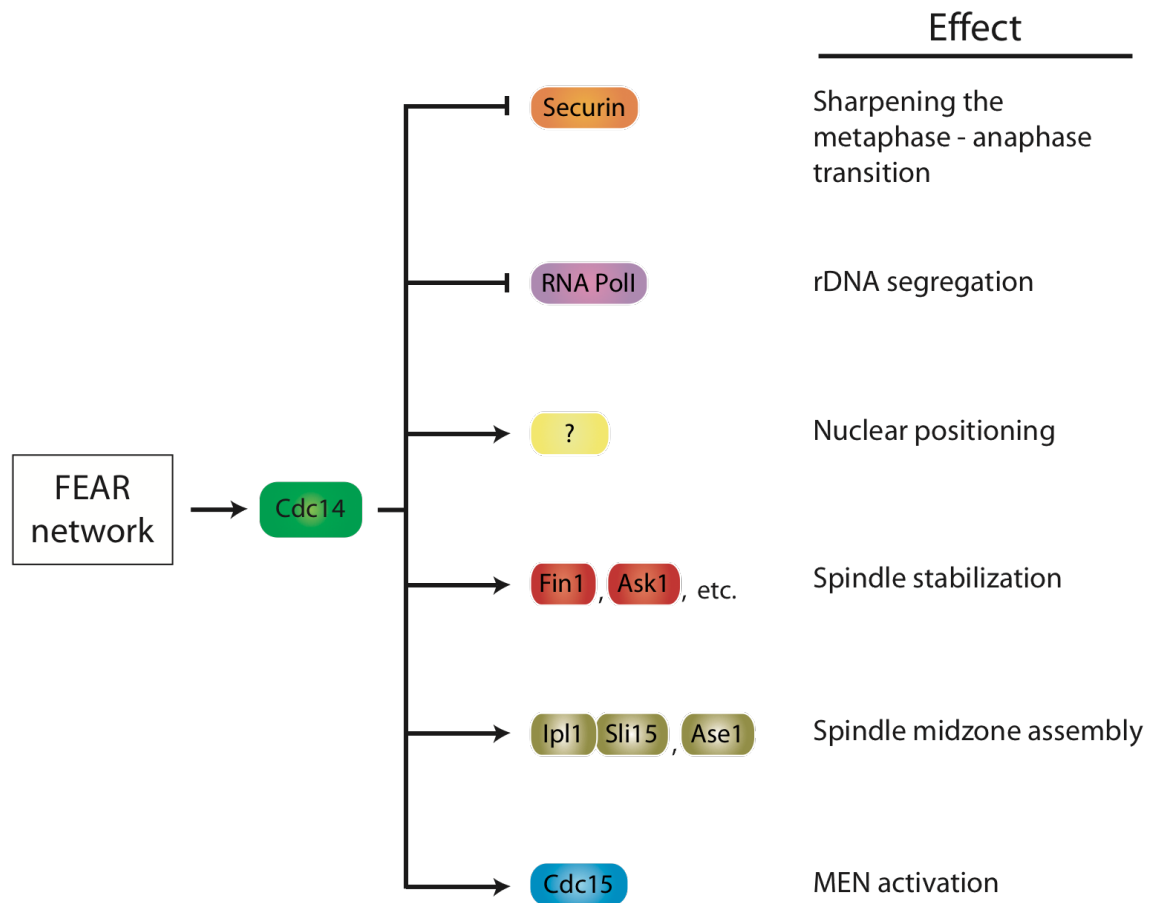 Effect
Securin
Sharpening the
metaphase - anaphase
transition
RNA PolI
rDNA segregation
?
Nuclear positioning
FEAR
network
Cdc14
Fin1, Ask1, etc.
Spindle stabilization
Ipl1 Sli15, Ase1
Spindle midzone assembly
Cdc15
MEN activation